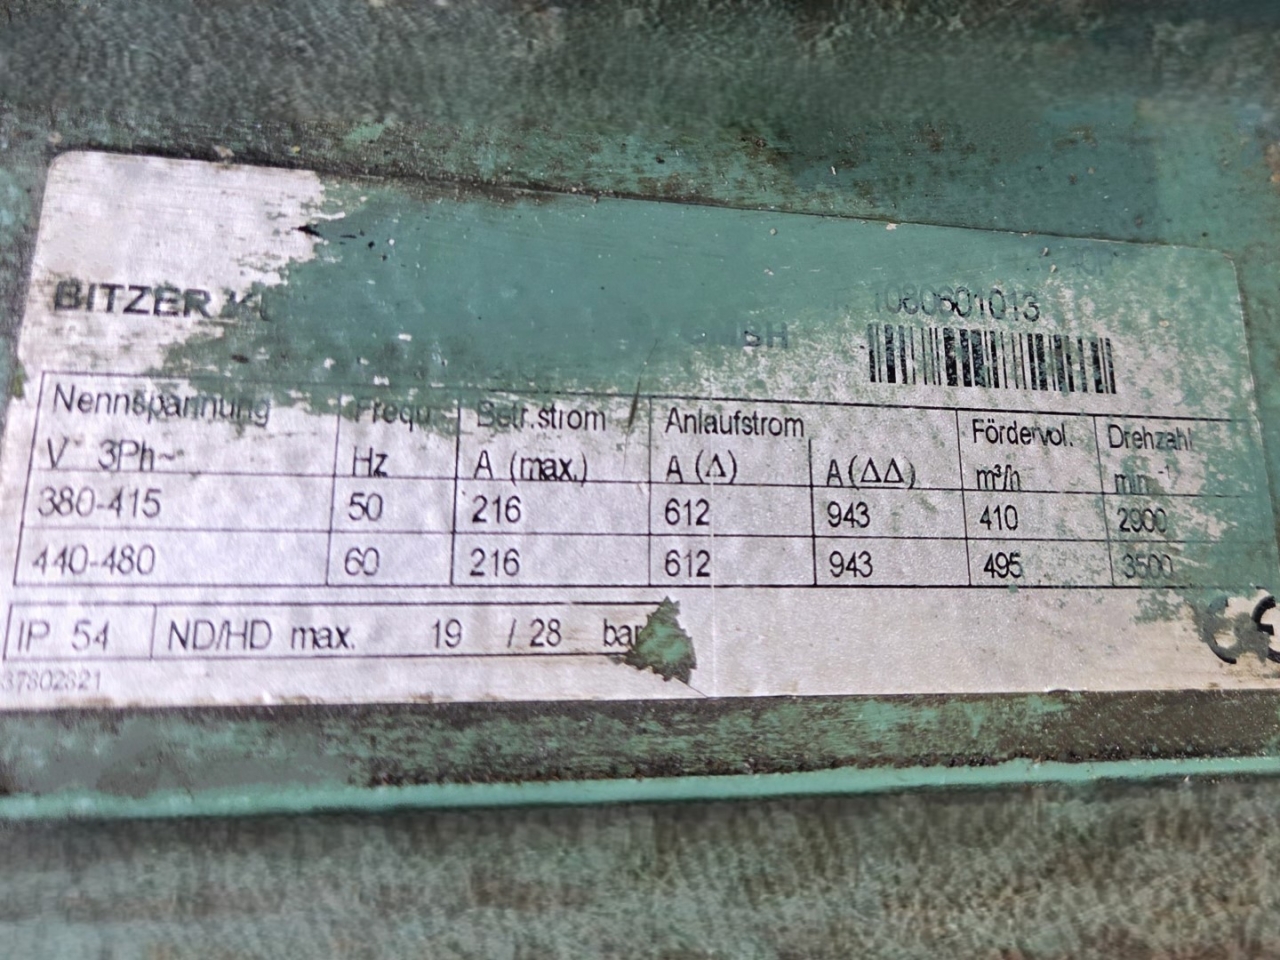 BITZER
1080601013
Nennspannung Frequ. Betr.strom Anlaufstrom Fördervol. Drehzahl
V~ 3Ph~ Hz A (max.) A (Δ) A (ΔΔ) m³/h min⁻¹
380-415 50 216 612 943 410 2900
440-480 60 216 612 943 495 3500
IP 54 ND/HD max. 19 / 28 bar
37802821
CE